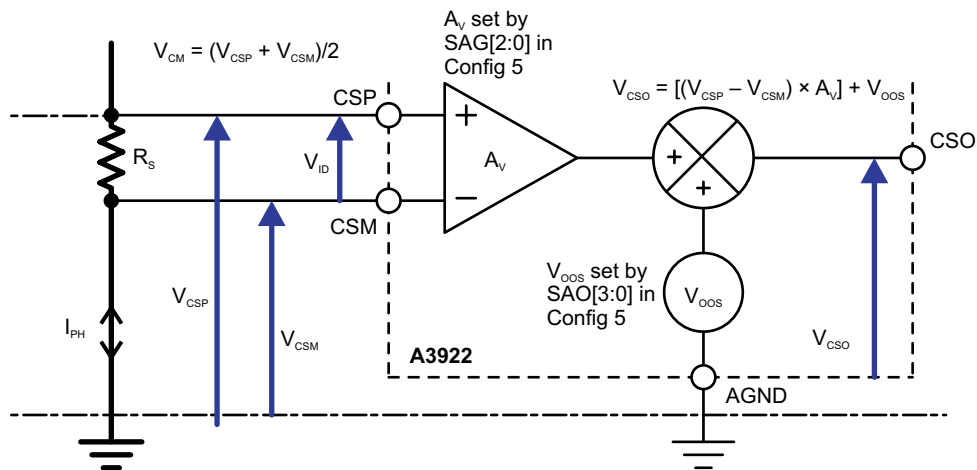 A_V set by
SAG[2:0] in
Config 5
V_CM = (V_CSP + V_CSM)/2
V_CSO = [(V_CSP – V_CSM) × A_V] + V_OOS
CSP
CSO
+
R_S
V_ID
A_V
+
+
–
CSM
V_OOS set by
SAO[3:0] in
Config 5
V_OOS
V_CSP
I_PH
V_CSM
V_CSO
A3922
AGND